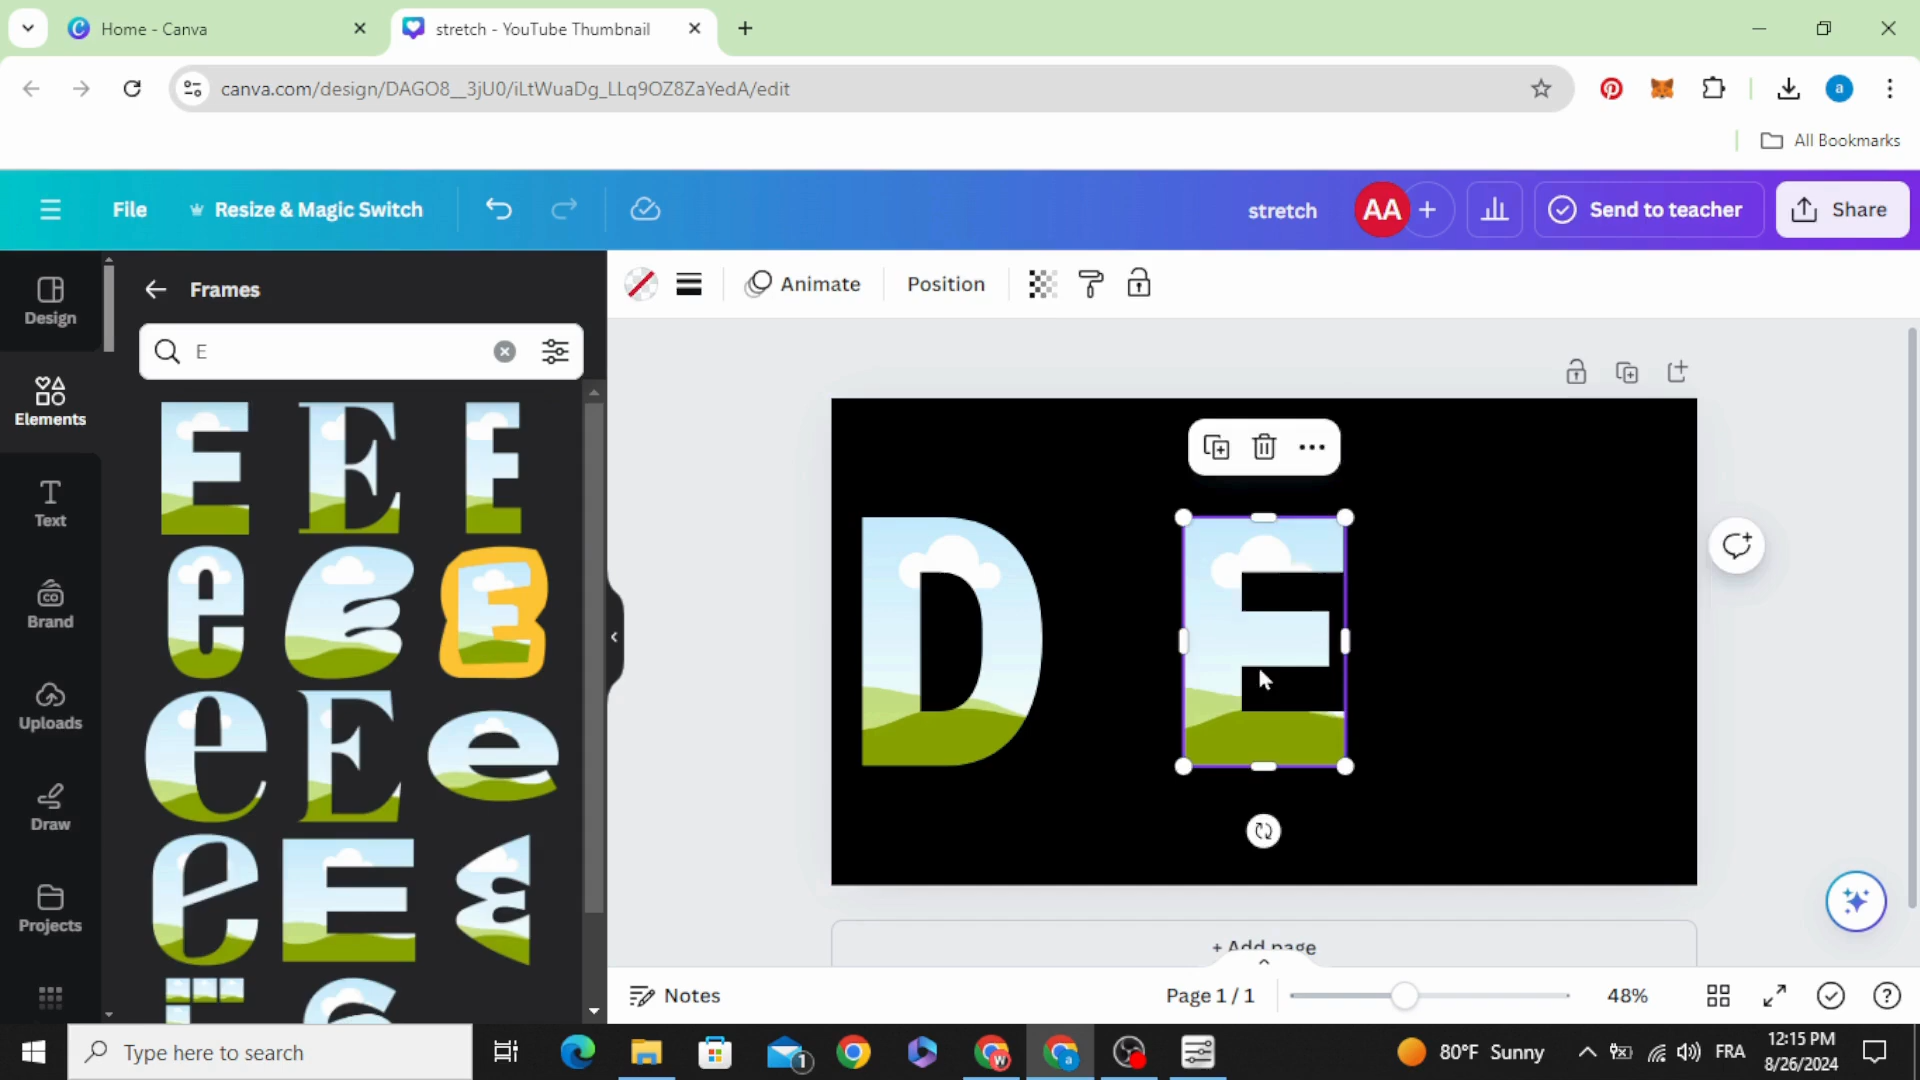 Home - Canva
stretch - YouTube Thumbnail
canva.com/design/DAGO8__3jU0/iLtWuaDg_LLq9OZ8ZaYedA/edit
a
All Bookmarks
File
Resize & Magic Switch
stretch
AA
Send to teacher
Share
Design
Elements
Text
Brand
Uploads
Draw
Projects
Frames
E
Animate
Position
E E E
e E E
e E e
e E E
D E
+ Add page
Notes
Page 1 / 1
48%
Type here to search
1
80°F Sunny
FRA
12:15 PM
8/26/2024